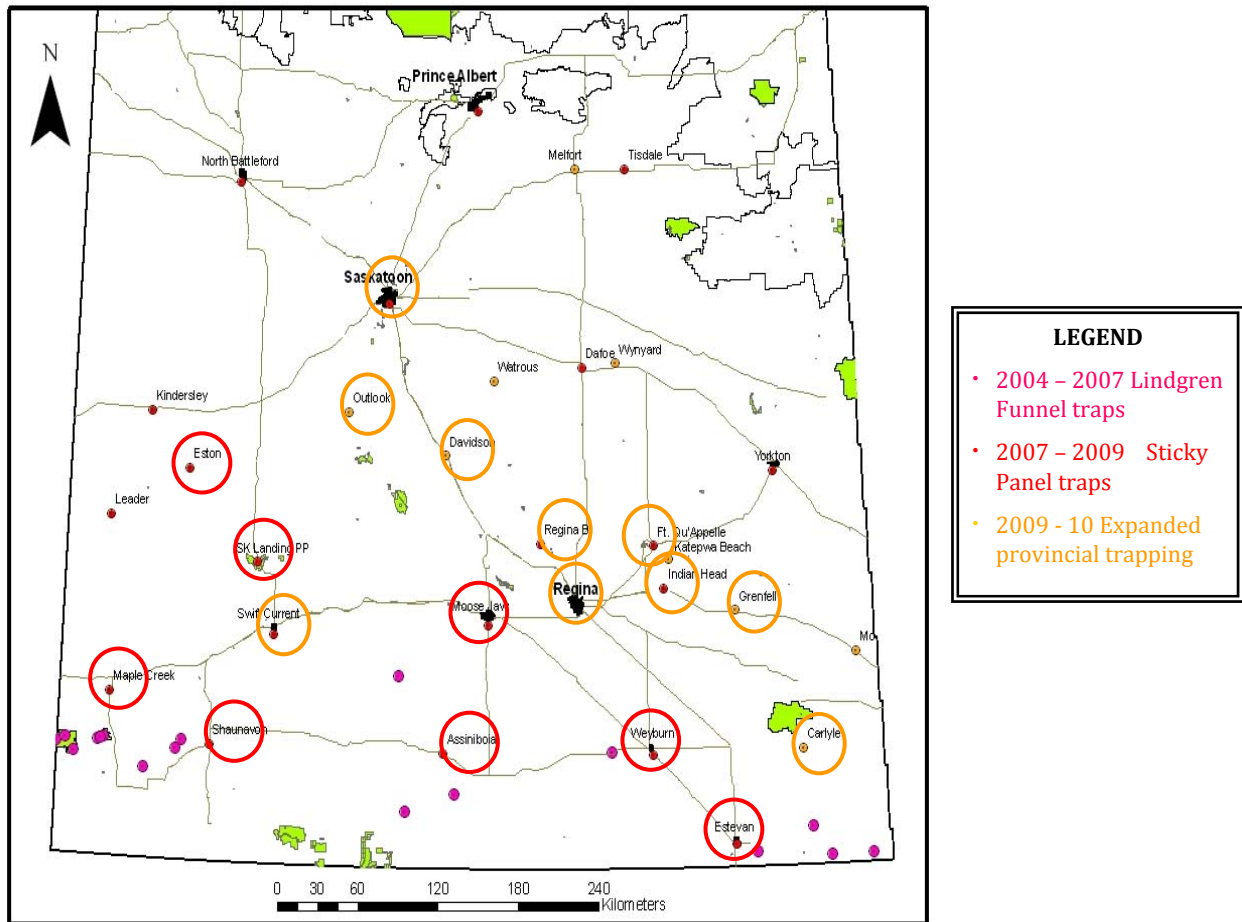 N
Prince Albert
North Battleford
Melfort
Tisdale
Saskatoon
Dafoe
Wynyard
Watrous
Kindersley
Outlook
Davidson
Eston
Yorkton
Leader
Regina B
Ft. Qu'Appelle
SK Landing PP
Katepwa Beach
Indian Head
Regina
Grenfell
Moose Jaw
Swift Current
Mo
Maple Creek
Shaunavon
Assiniboia
Weyburn
Carlyle
Estevan
0 30 60 120 180 240
Kilometers
LEGEND
• 2004 – 2007 Lindgren
Funnel traps
• 2007 – 2009 Sticky
Panel traps
• 2009 - 10 Expanded
provincial trapping